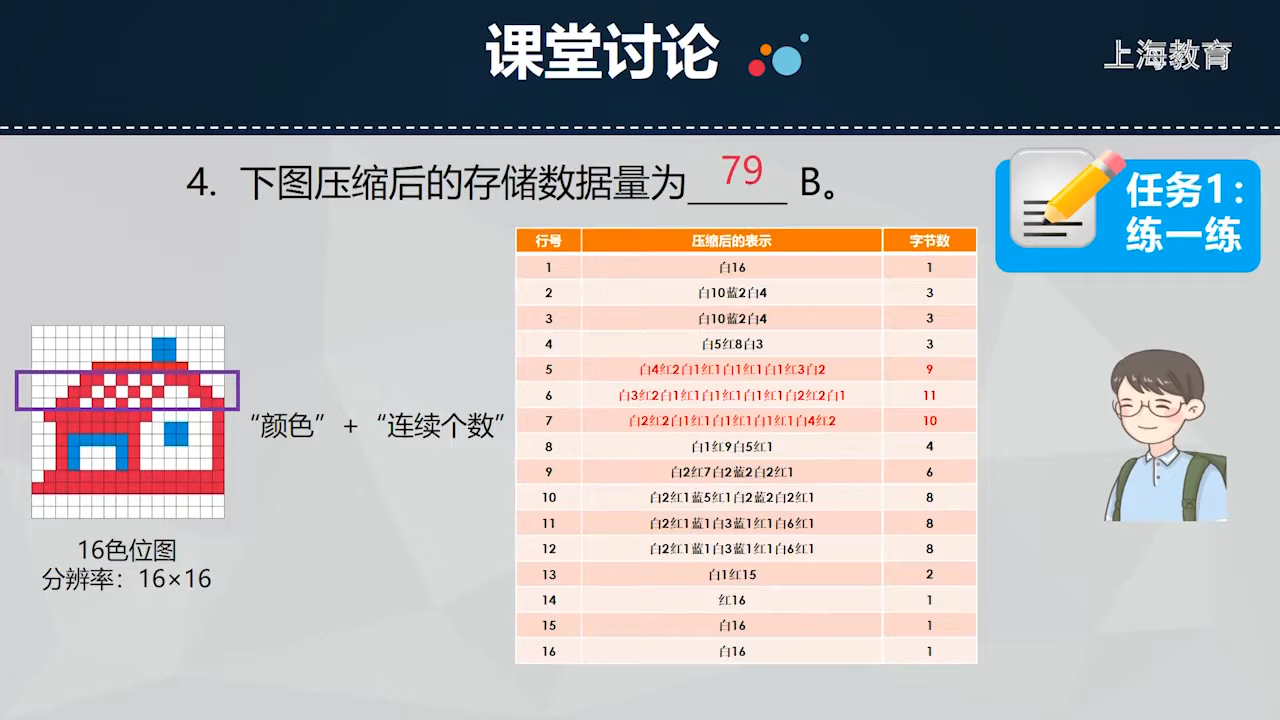 课堂讨论
上海教育
4. 下图压缩后的存储数据量为 79 B。
任务1：
练一练
行号 压缩后的表示 字节数
1 白16 1
2 白10蓝2白4 3
3 白10蓝2白4 3
4 白5红8白3 3
5 白4红2白1红1白1红1白1红3白2 9
6 白3红2白1红1白1红1白1红1白2红2白1 11
7 白2红2白1红1白1红1白1红1白4红2 10
8 白1红9白5红1 4
9 白2红7白2蓝2白2红1 6
10 白2红1蓝5红1白2蓝2白2红1 8
11 白2红1蓝1白3蓝1红1白6红1 8
12 白2红1蓝1白3蓝1红1白6红1 8
13 白1红15 2
14 红16 1
15 白16 1
16 白16 1
“颜色” + “连续个数”
16色位图
分辨率：16×16